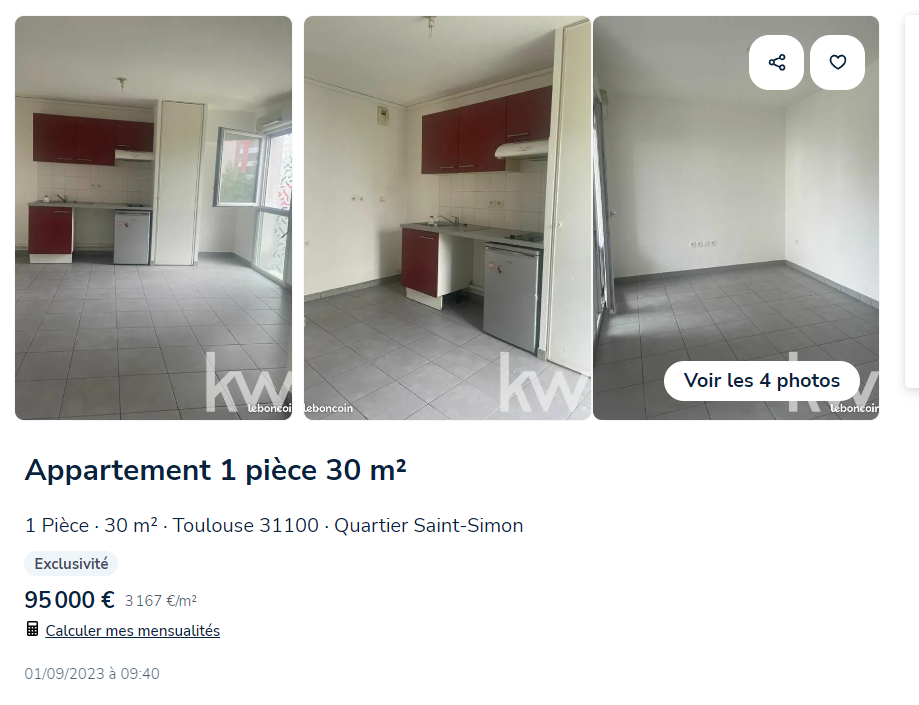 kw
leboncoin
kw
leboncoin
kw
leboncoin
Voir les 4 photos
Appartement 1 pièce 30 m²
1 Pièce · 30 m² · Toulouse 31100 · Quartier Saint-Simon
Exclusivité
95 000 € 3 167 €/m²
Calculer mes mensualités
01/09/2023 à 09:40